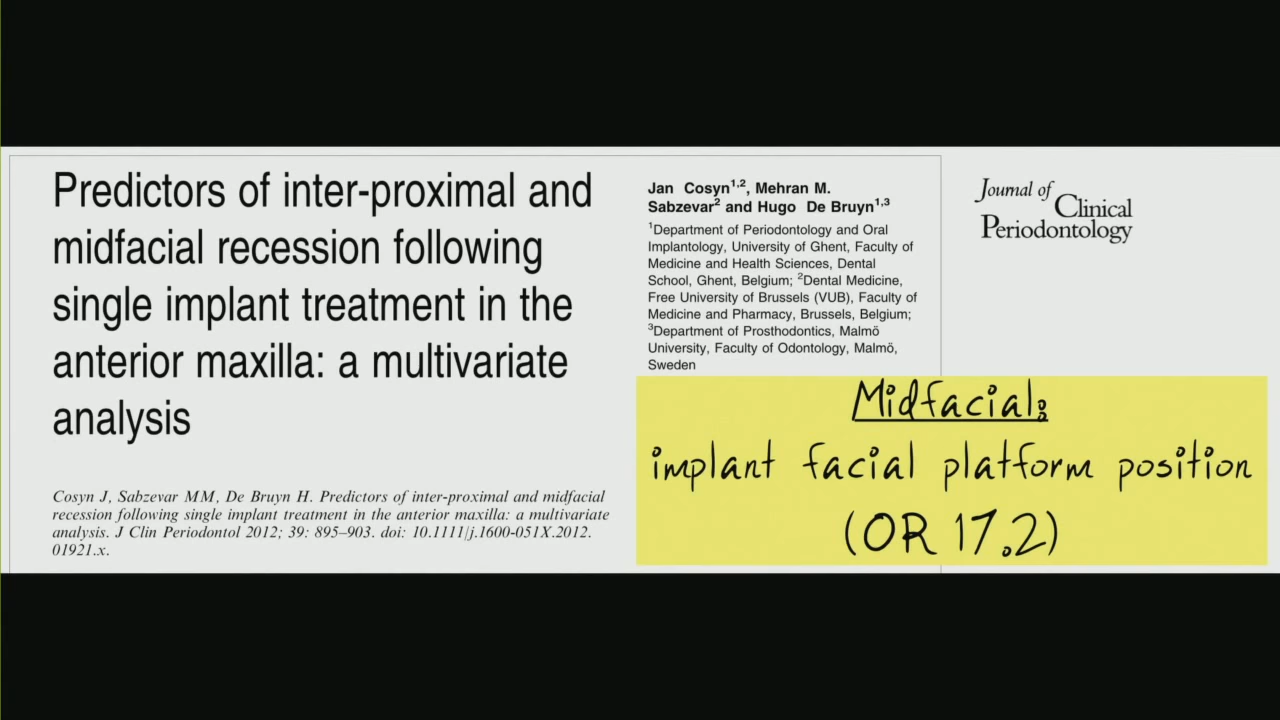 Predictors of inter-proximal and
midfacial recession following
single implant treatment in the
anterior maxilla: a multivariate
analysis
Cosyn J, Sabzevar MM, De Bruyn H. Predictors of inter-proximal and midfacial
recession following single implant treatment in the anterior maxilla: a multivariate
analysis. J Clin Periodontol 2012; 39: 895–903. doi: 10.1111/j.1600-051X.2012.
01921.x.
Jan Cosyn1,2, Mehran M.
Sabzevar2 and Hugo De Bruyn1,3
1Department of Periodontology and Oral
Implantology, University of Ghent, Faculty of
Medicine and Health Sciences, Dental
School, Ghent, Belgium; 2Dental Medicine,
Free University of Brussels (VUB), Faculty of
Medicine and Pharmacy, Brussels, Belgium;
3Department of Prosthodontics, Malmö
University, Faculty of Odontology, Malmö,
Sweden
Journal of
Clinical
Periodontology
Midfacial:
implant facial platform position
(OR 17.2)